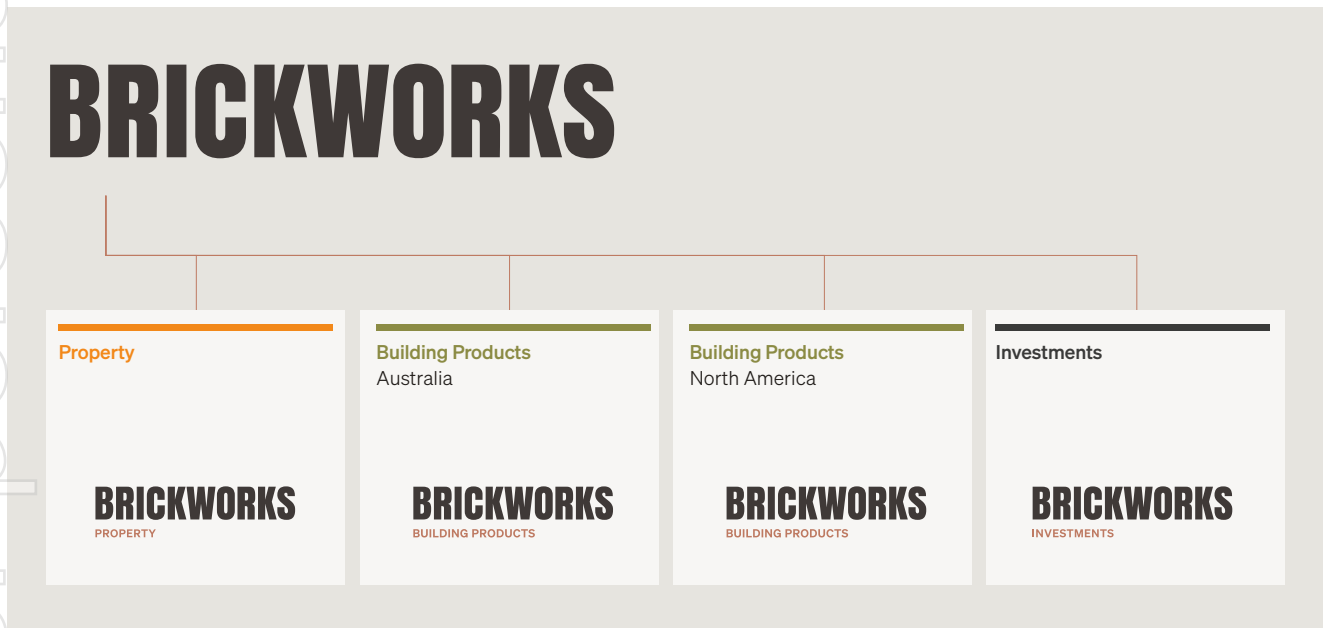 BRICKWORKS
Property
BRICKWORKS
PROPERTY
Building Products
Australia
BRICKWORKS
BUILDING PRODUCTS
Building Products
North America
BRICKWORKS
BUILDING PRODUCTS
Investments
BRICKWORKS
INVESTMENTS